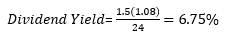 Dividend Yield= 1.5(1.08)/24 = 6.75%